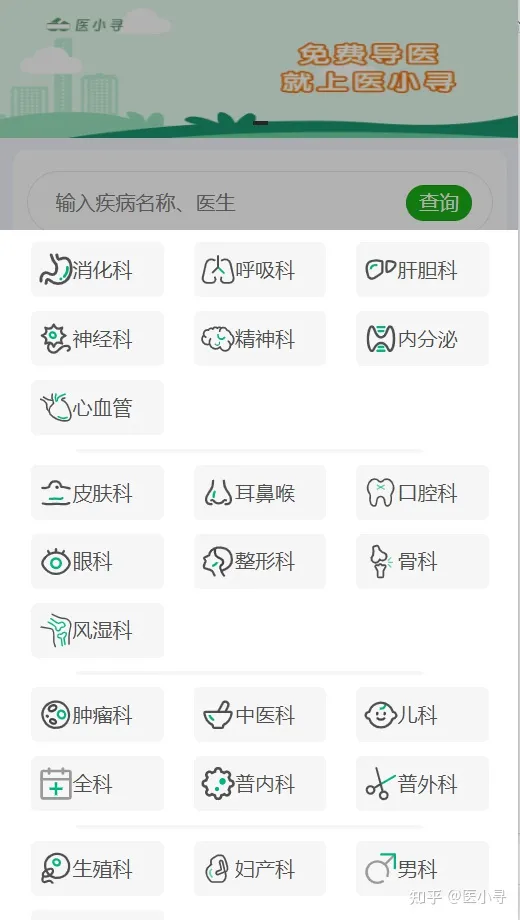 医小寻
免费导医
就上医小寻
输入疾病名称、医生
查询
消化科 呼吸科 肝胆科
神经科 精神科 内分泌
心血管
皮肤科 耳鼻喉 口腔科
眼科 整形科 骨科
风湿科
肿瘤科 中医科 儿科
全科 普内科 普外科
生殖科 妇产科 男科
知乎 @医小寻